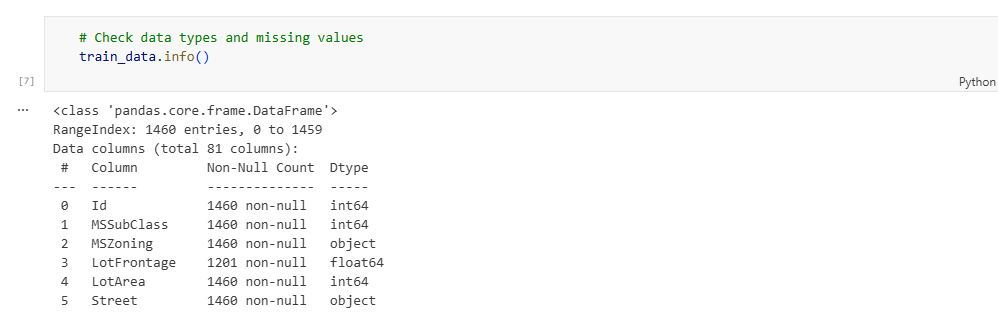 # Check data types and missing values
train_data.info()
[7]
Python
... <class 'pandas.core.frame.DataFrame'>
RangeIndex: 1460 entries, 0 to 1459
Data columns (total 81 columns):
 #   Column         Non-Null Count  Dtype
---  ------         --------------  -----
 0   Id             1460 non-null   int64
 1   MSSubClass     1460 non-null   int64
 2   MSZoning       1460 non-null   object
 3   LotFrontage    1201 non-null   float64
 4   LotArea        1460 non-null   int64
 5   Street         1460 non-null   object